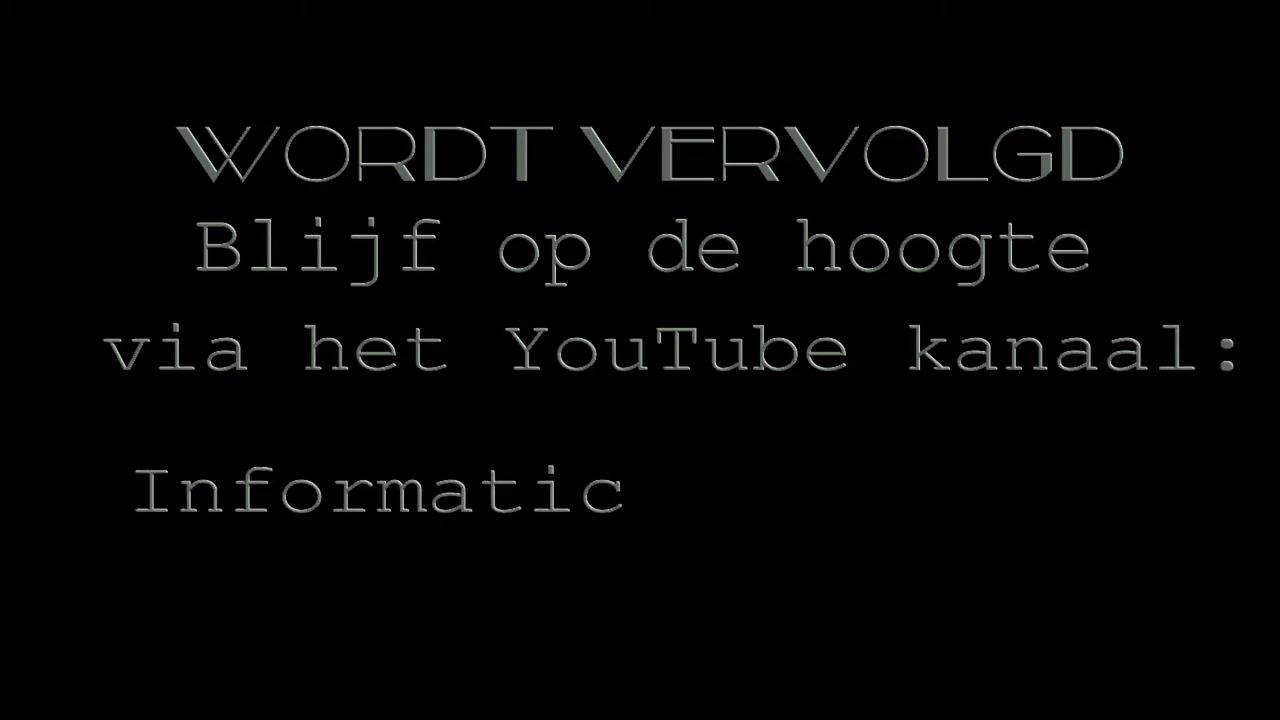 WORDT VERVOLGD
Blijf op de hoogte
via het YouTube kanaal:
Informatic